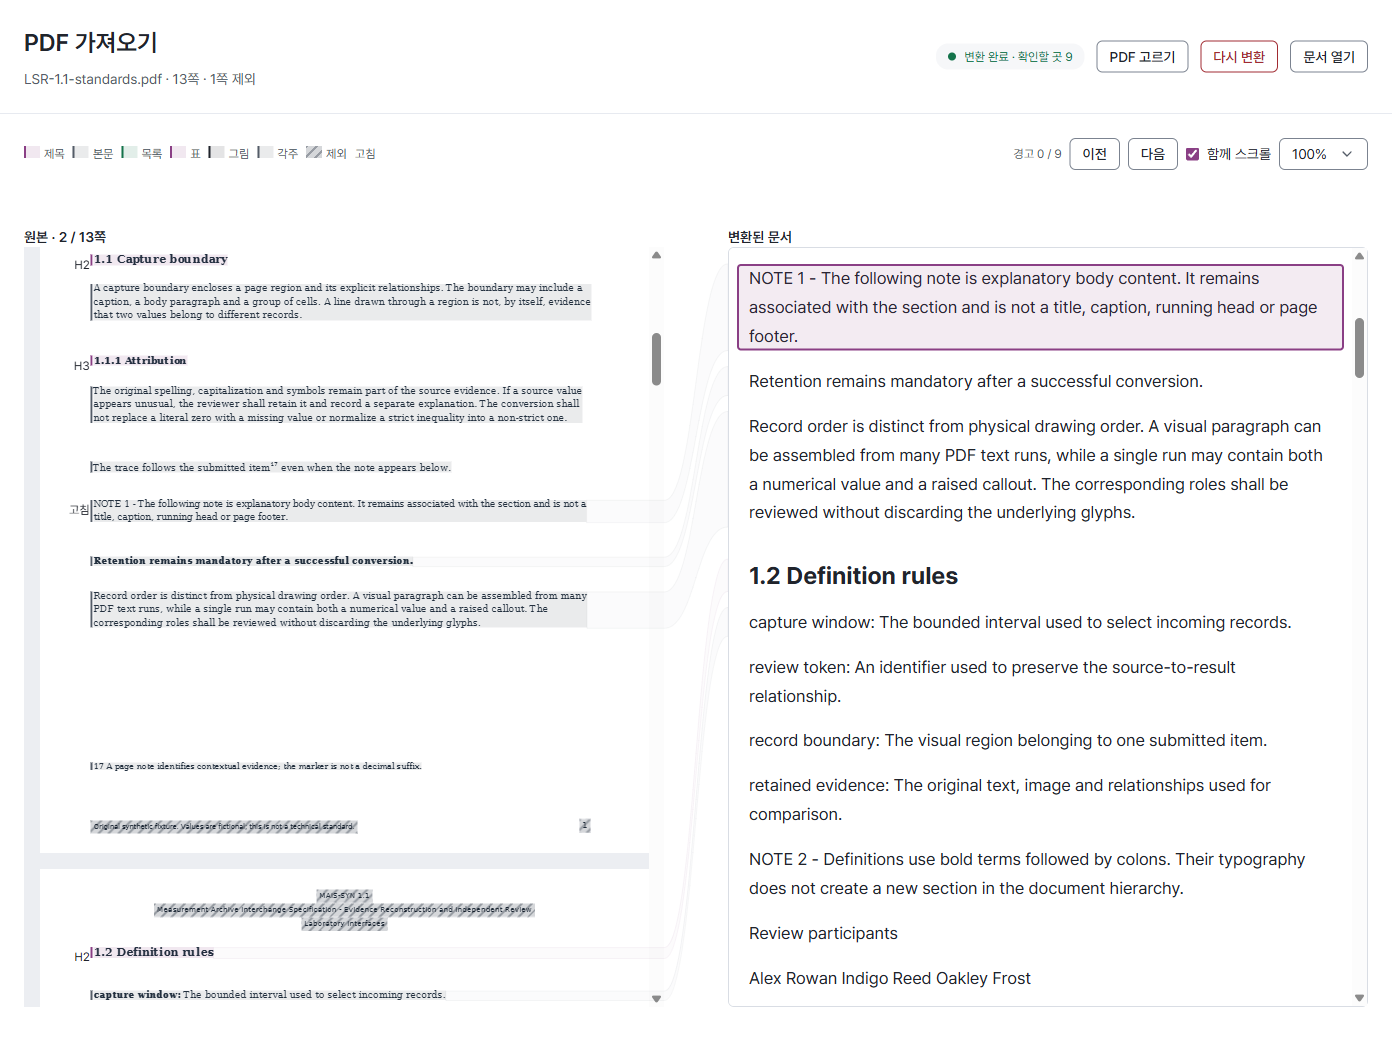 PDF 가져오기
LSR-1.1-standards.pdf · 13쪽 · 1쪽 제외
변환 완료 · 확인할 곳 9
PDF 고르기
다시 변환
문서 열기
제목 본문 목록 표 그림 각주 제외 고침
경고 0 / 9
이전
다음
함께 스크롤
100%
원본 · 2 / 13쪽
H2 1.1 Capture boundary
A capture boundary encloses a page region and its explicit relationships. The boundary may include a
caption, a body paragraph and a group of cells. A line drawn through a region is not, by itself, evidence
that two values belong to different records.
H3 1.1.1 Attribution
The original spelling, capitalization and symbols remain part of the source evidence. If a source value
appears unusual, the reviewer shall retain it and record a separate explanation. The conversion shall
not replace a literal zero with a missing value or normalize a strict inequality into a non-strict one.
The trace follows the submitted item17 even when the note appears below.
고침 NOTE 1 - The following note is explanatory body content. It remains associated with the section and is not a
title, caption, running head or page footer.
Retention remains mandatory after a successful conversion.
Record order is distinct from physical drawing order. A visual paragraph can be assembled from many
PDF text runs, while a single run may contain both a numerical value and a raised callout. The
corresponding roles shall be reviewed without discarding the underlying glyphs.
17 A page note identifies contextual evidence; the marker is not a decimal suffix.
Original synthetic fixture. Values are fictional; this is not a technical standard.
1
MAIS-SYN 1.1
Measurement Archive Interchange Specification - Evidence Reconstruction and Independent Review
Laboratory Interfaces
H2 1.2 Definition rules
capture window: The bounded interval used to select incoming records.
변환된 문서
NOTE 1 - The following note is explanatory body content. It remains
associated with the section and is not a title, caption, running head or page
footer.
Retention remains mandatory after a successful conversion.
Record order is distinct from physical drawing order. A visual paragraph can
be assembled from many PDF text runs, while a single run may contain both
a numerical value and a raised callout. The corresponding roles shall be
reviewed without discarding the underlying glyphs.
1.2 Definition rules
capture window: The bounded interval used to select incoming records.
review token: An identifier used to preserve the source-to-result
relationship.
record boundary: The visual region belonging to one submitted item.
retained evidence: The original text, image and relationships used for
comparison.
NOTE 2 - Definitions use bold terms followed by colons. Their typography
does not create a new section in the document hierarchy.
Review participants
Alex Rowan Indigo Reed Oakley Frost